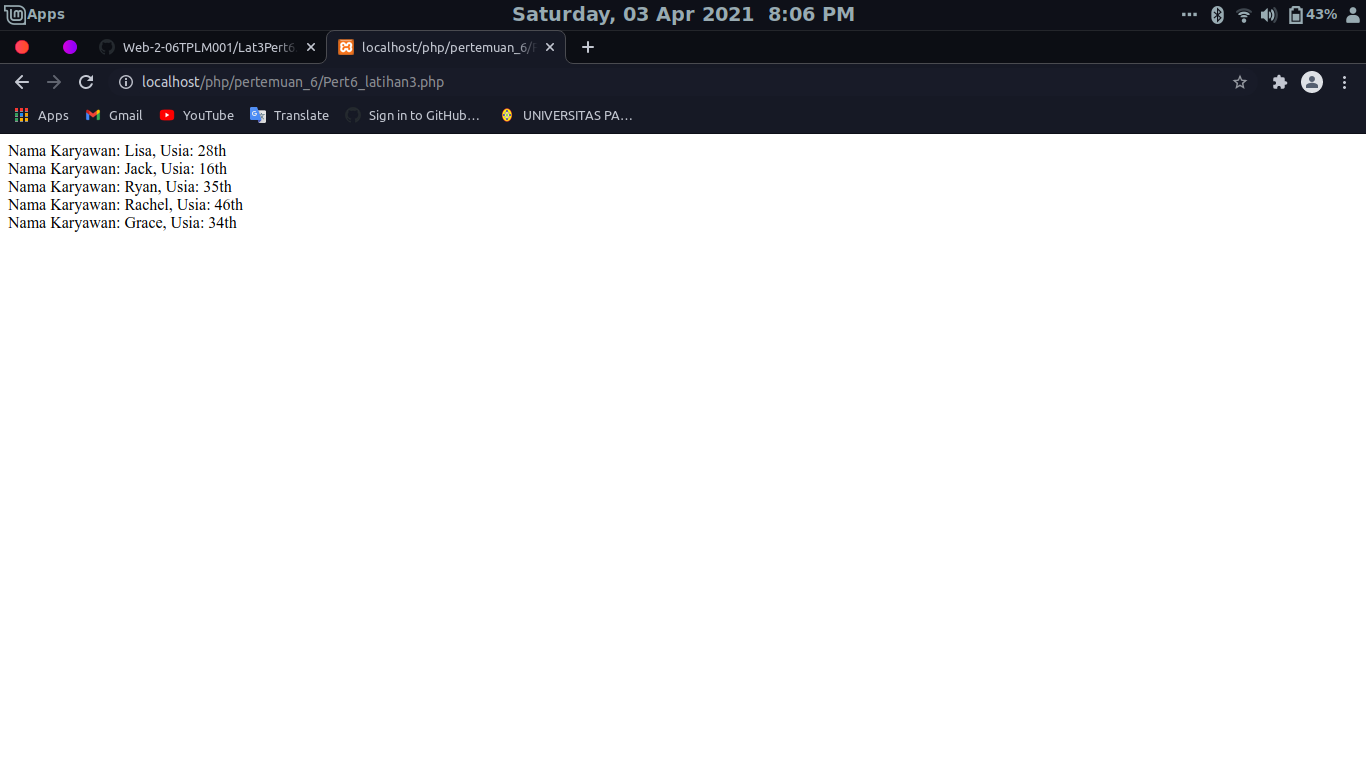 Apps Saturday, 03 Apr 2021 8:06 PM 43%
Web-2-06TPLM001/Lat3Pert6 localhost/php/pertemuan_6/
localhost/php/pertemuan_6/Pert6_latihan3.php
Apps Gmail YouTube Translate Sign in to GitHub... UNIVERSITAS PA...
Nama Karyawan: Lisa, Usia: 28th
Nama Karyawan: Jack, Usia: 16th
Nama Karyawan: Ryan, Usia: 35th
Nama Karyawan: Rachel, Usia: 46th
Nama Karyawan: Grace, Usia: 34th